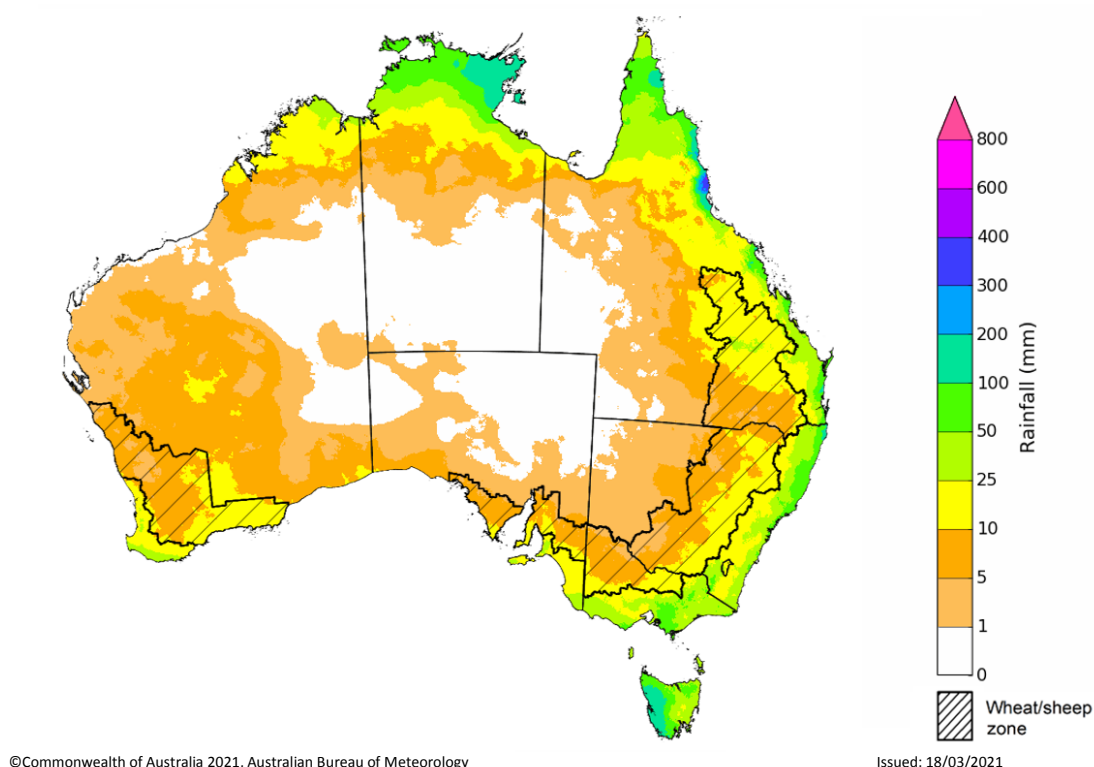 800
600
400
300
200
100
50
25
10
5
1
0
Rainfall (mm)
Wheat/sheep
zone
©Commonwealth of Australia 2021, Australian Bureau of Meteorology
Issued: 18/03/2021